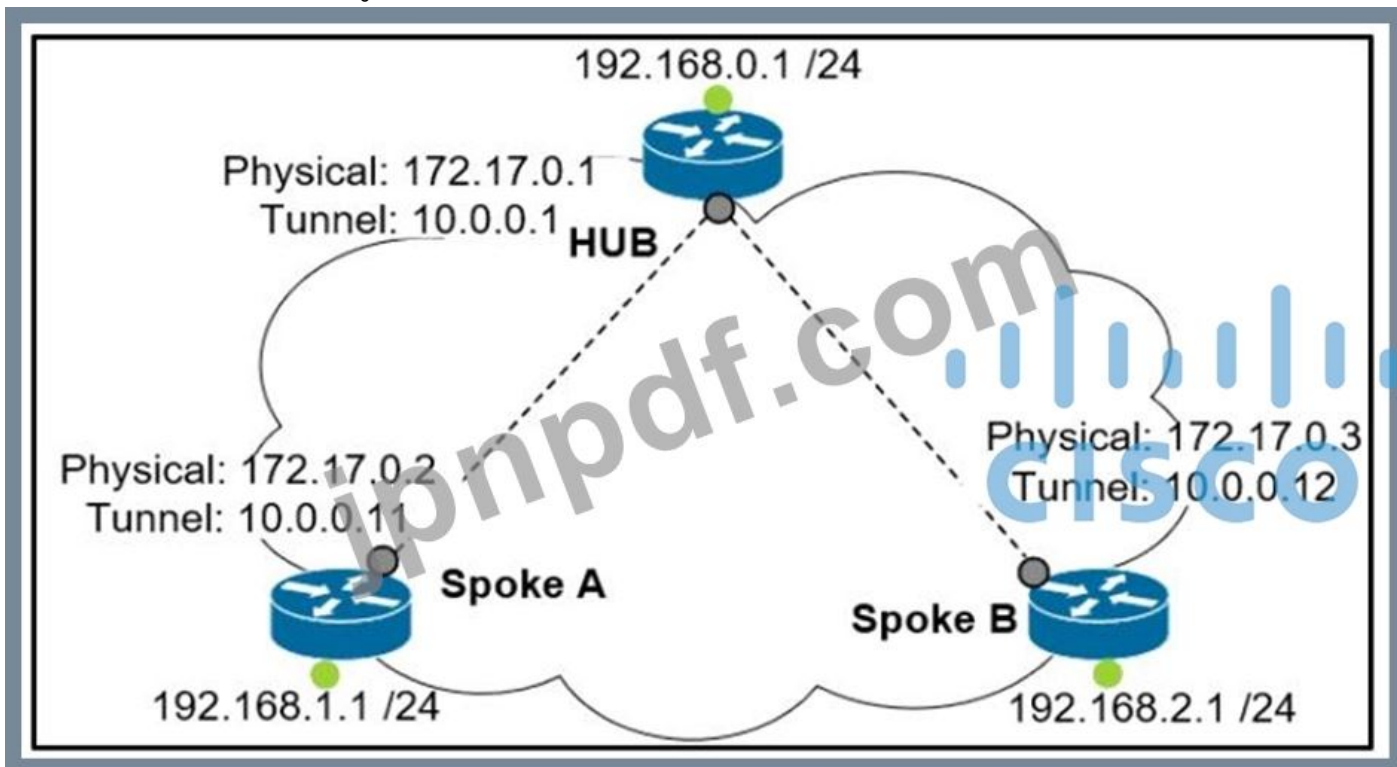 192.168.0.1 /24
Physical: 172.17.0.1
Tunnel: 10.0.0.1
HUB
jpnpdf.com
Physical: 172.17.0.2
Tunnel: 10.0.0.11
Physical: 172.17.0.3
Tunnel: 10.0.0.12
CISCO
Spoke A
Spoke B
192.168.1.1 /24
192.168.2.1 /24